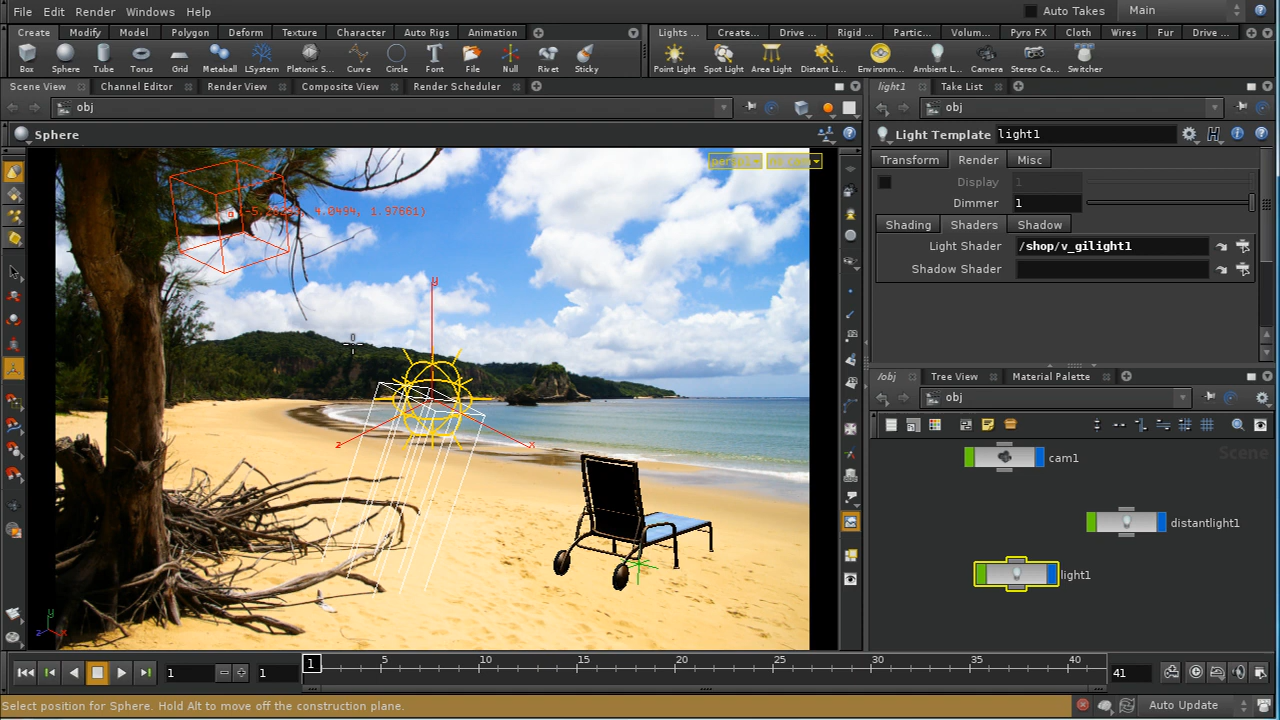 File Edit Render Windows Help Auto Takes Main
Create Modify Model Polygon Deform Texture Character Auto Rigs Animation Lights ... Create... Drive ... Rigid ... Partic... Volum... Pyro FX Cloth Wires Fur Drive ...
Box Sphere Tube Torus Grid Metaball LSystem Platonic S... Curve Circle Font File Null Rivet Sticky Point Light Spot Light Area Light Distant Li... Environm... Ambient L... Camera Stereo Ca... Switcher
Scene View Channel Editor Render View Composite View Render Scheduler light1 Take List
obj obj
Sphere Light Template light1
Transform Render Misc
Display 1
Dimmer 1
Shading Shaders Shadow
Light Shader /shop/v_gilight1
Shadow Shader
4.0494, 1.97661)
y
z x
/obj Tree View Material Palette
obj
Scene
cam1
distantlight1
light1
y
z x
1 1 1 5 10 15 20 25 30 35 40 41
Select position for Sphere. Hold Alt to move off the construction plane. Auto Update